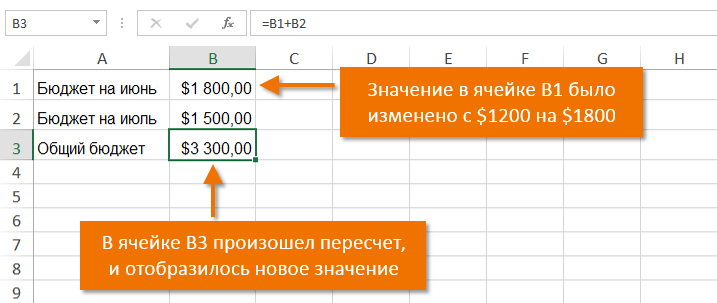 B3 fx =B1+B2
A B C D E F G H
1 Бюджет на июнь $1 800,00
2 Бюджет на июль $1 500,00
3 Общий бюджет $3 300,00
4
5
6
7
8
9
Значение в ячейке B1 было
изменено с $1200 на $1800
В ячейке B3 произошел пересчет,
и отобразилось новое значение